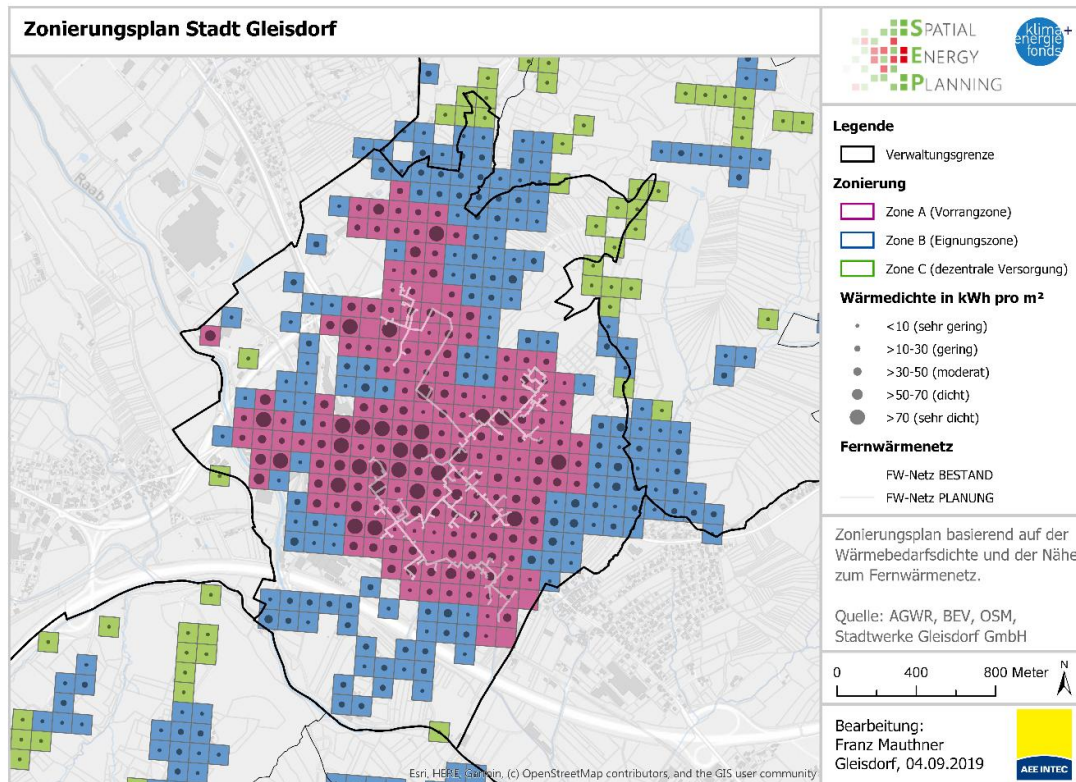 Zonierungsplan Stadt Gleisdorf
SPATIAL
ENERGY
PLANNING
klima+
energie
fonds
Raab
Legende
Verwaltungsgrenze
Zonierung
Zone A (Vorrangzone)
Zone B (Eignungszone)
Zone C (dezentrale Versorgung)
Wärmedichte in kWh pro m²
<10 (sehr gering)
>10-30 (gering)
>30-50 (moderat)
>50-70 (dicht)
>70 (sehr dicht)
Fernwärmenetz
FW-Netz BESTAND
FW-Netz PLANUNG
Zonierungsplan basierend auf der
Wärmebedarfsdichte und der Nähe
zum Fernwärmenetz.
Quelle: AGWR, BEV, OSM,
Stadtwerke Gleisdorf GmbH
0 400 800 Meter N
Bearbeitung:
Franz Mauthner
Gleisdorf, 04.09.2019
AEE INTEC
Esri, HERE, Garmin, (c) OpenStreetMap contributors, and the GIS user community